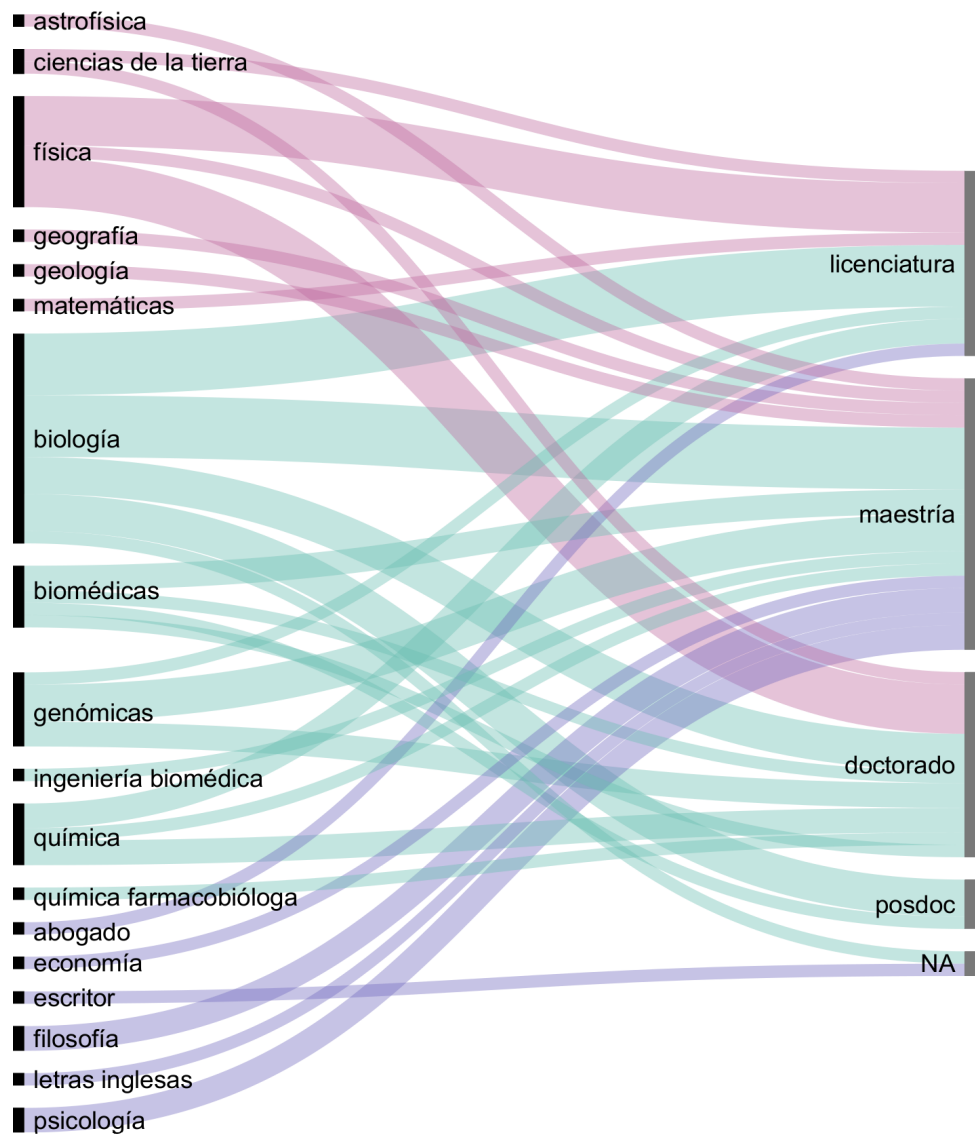 astrofísica
ciencias de la tierra
física
geografía
geología
matemáticas
biología
biomédicas
genómicas
ingeniería biomédica
química
química farmacobióloga
abogado
economía
escritor
filosofía
letras inglesas
psicología
licenciatura
maestría
doctorado
posdoc
NA